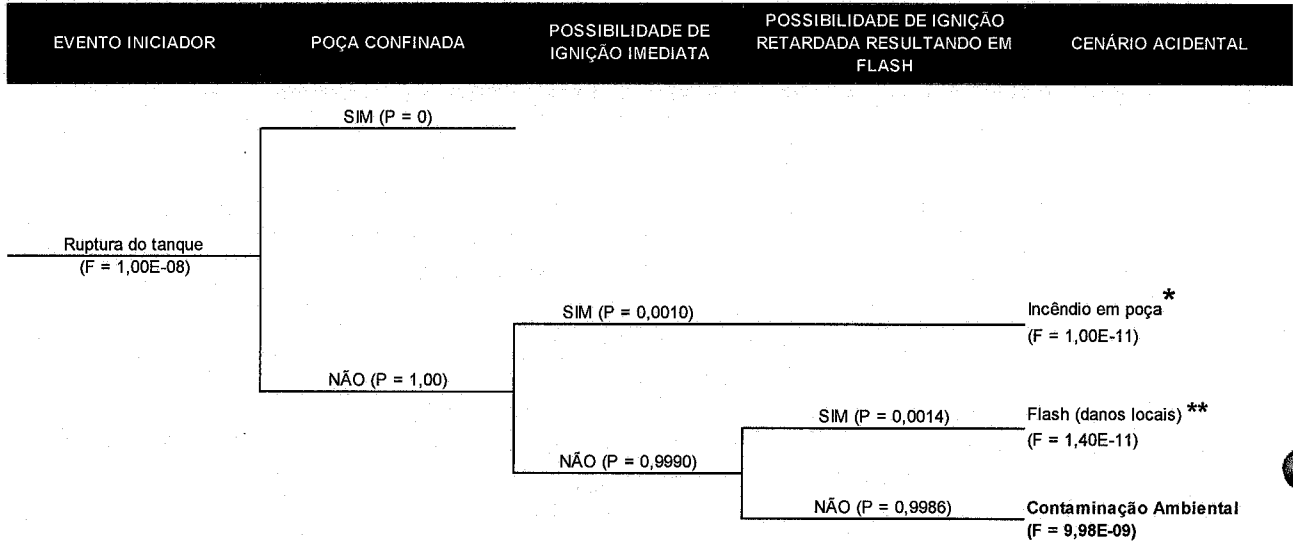 EVENTO INICIADOR
POÇA CONFINADA
POSSIBILIDADE DE
IGNIÇÃO IMEDIATA
POSSIBILIDADE DE IGNIÇÃO
RETARDADA RESULTANDO EM
FLASH
CENÁRIO ACIDENTAL
SIM (P = 0)
Ruptura do tanque
(F = 1,00E-08)
SIM (P = 0,0010)
Incêndio em poça *
(F = 1,00E-11)
NÃO (P = 1,00)
SIM (P = 0,0014)
Flash (danos locais) **
(F = 1,40E-11)
NÃO (P = 0,9990)
NÃO (P = 0,9986)
Contaminação Ambiental
(F = 9,98E-09)